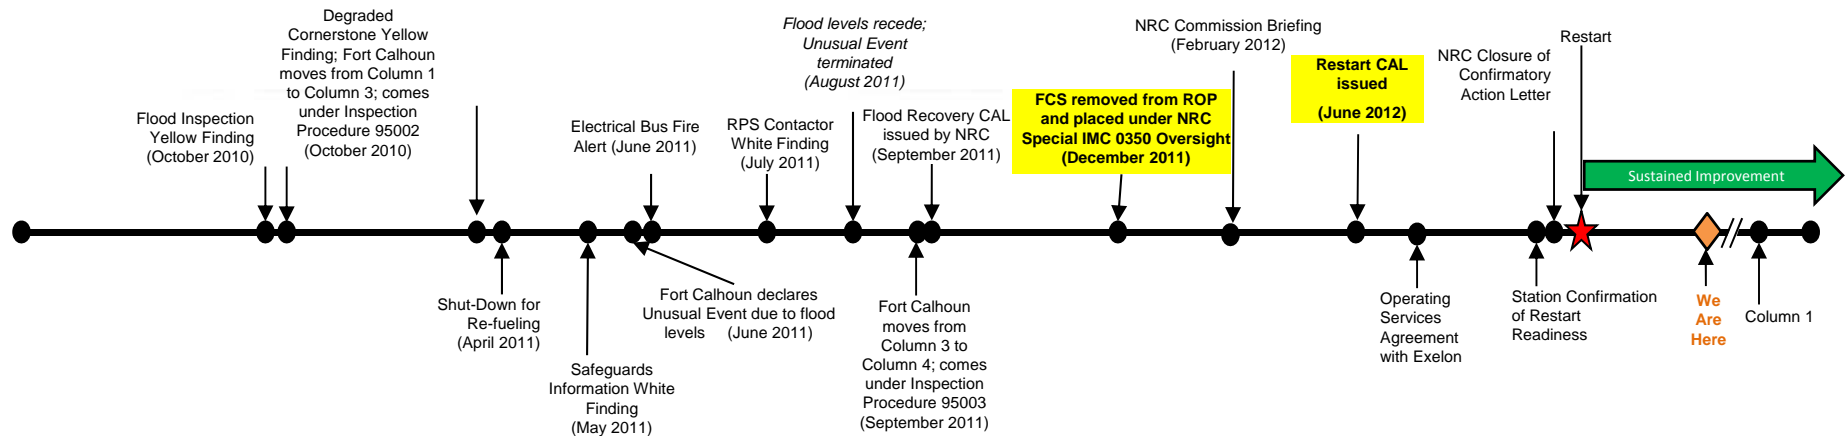 Flood Inspection
Yellow Finding
(October 2010)
Degraded
Cornerstone Yellow
Finding; Fort Calhoun
moves from Column 1
to Column 3; comes
under Inspection
Procedure 95002
(October 2010)
Shut-Down for
Re-fueling
(April 2011)
Safeguards
Information White
Finding
(May 2011)
Electrical Bus Fire
Alert (June 2011)
Fort Calhoun declares
Unusual Event due to flood
levels (June 2011)
RPS Contactor
White Finding
(July 2011)
Flood levels recede;
Unusual Event
terminated
(August 2011)
Flood Recovery CAL
issued by NRC
(September 2011)
Fort Calhoun
moves from
Column 3 to
Column 4; comes
under Inspection
Procedure 95003
(September 2011)
FCS removed from ROP
and placed under NRC
Special IMC 0350 Oversight
(December 2011)
NRC Commission Briefing
(February 2012)
Restart CAL
issued
(June 2012)
Operating
Services
Agreement
with Exelon
Station Confirmation
of Restart
Readiness
NRC Closure of
Confirmatory
Action Letter
Restart
Sustained Improvement
We
Are
Here
Column 1